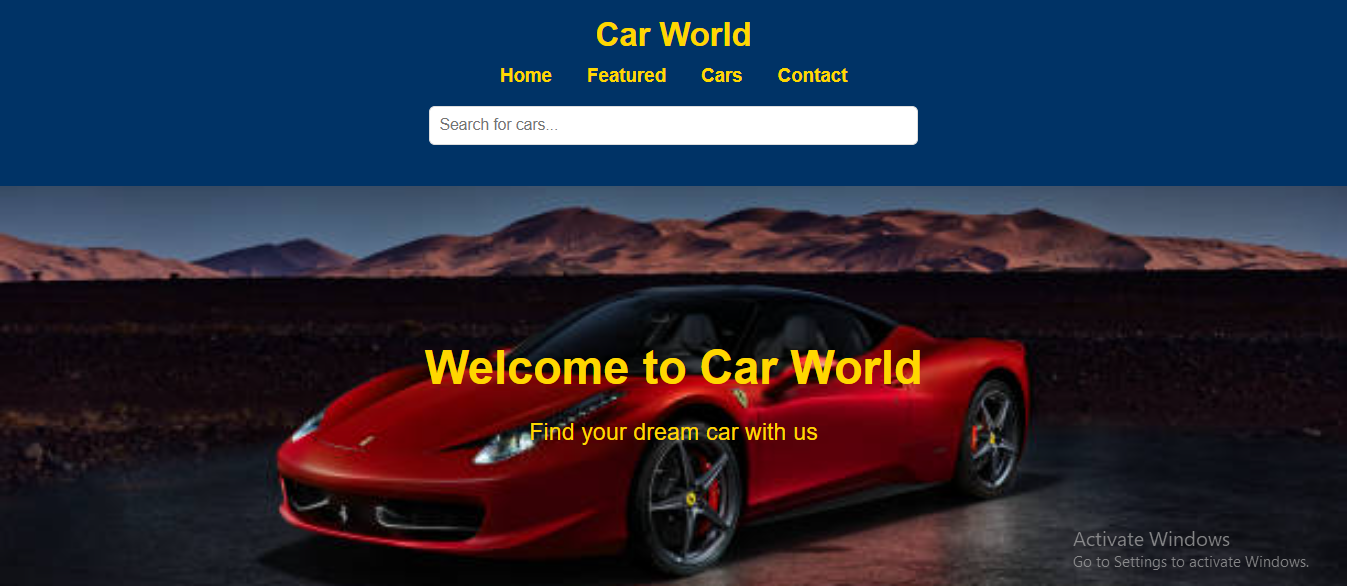 Car World
Home Featured Cars Contact
Search for cars...
Welcome to Car World
Find your dream car with us
Activate Windows
Go to Settings to activate Windows.